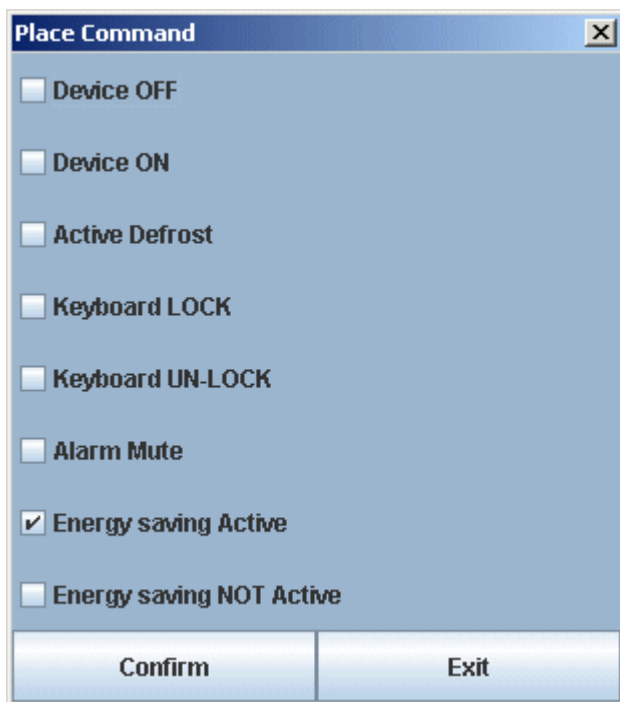 Place Command
Device OFF
Device ON
Active Defrost
Keyboard LOCK
Keyboard UN-LOCK
Alarm Mute
Energy saving Active
Energy saving NOT Active
Confirm Exit